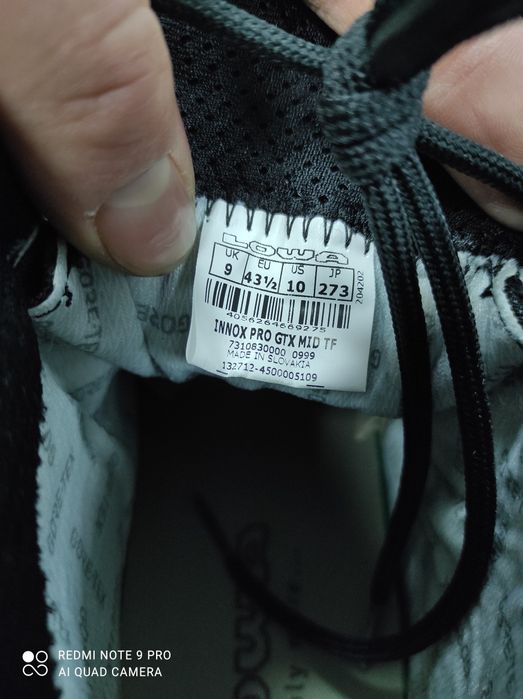 LOWA
UK EU US JP
9 43½ 10 273
204202
4056264669275
INNOX PRO GTX MID TF
7310830000 0999
MADE IN SLOVAKIA
132712-4500005109
LOWA
REDMI NOTE 9 PRO
AI QUAD CAMERA